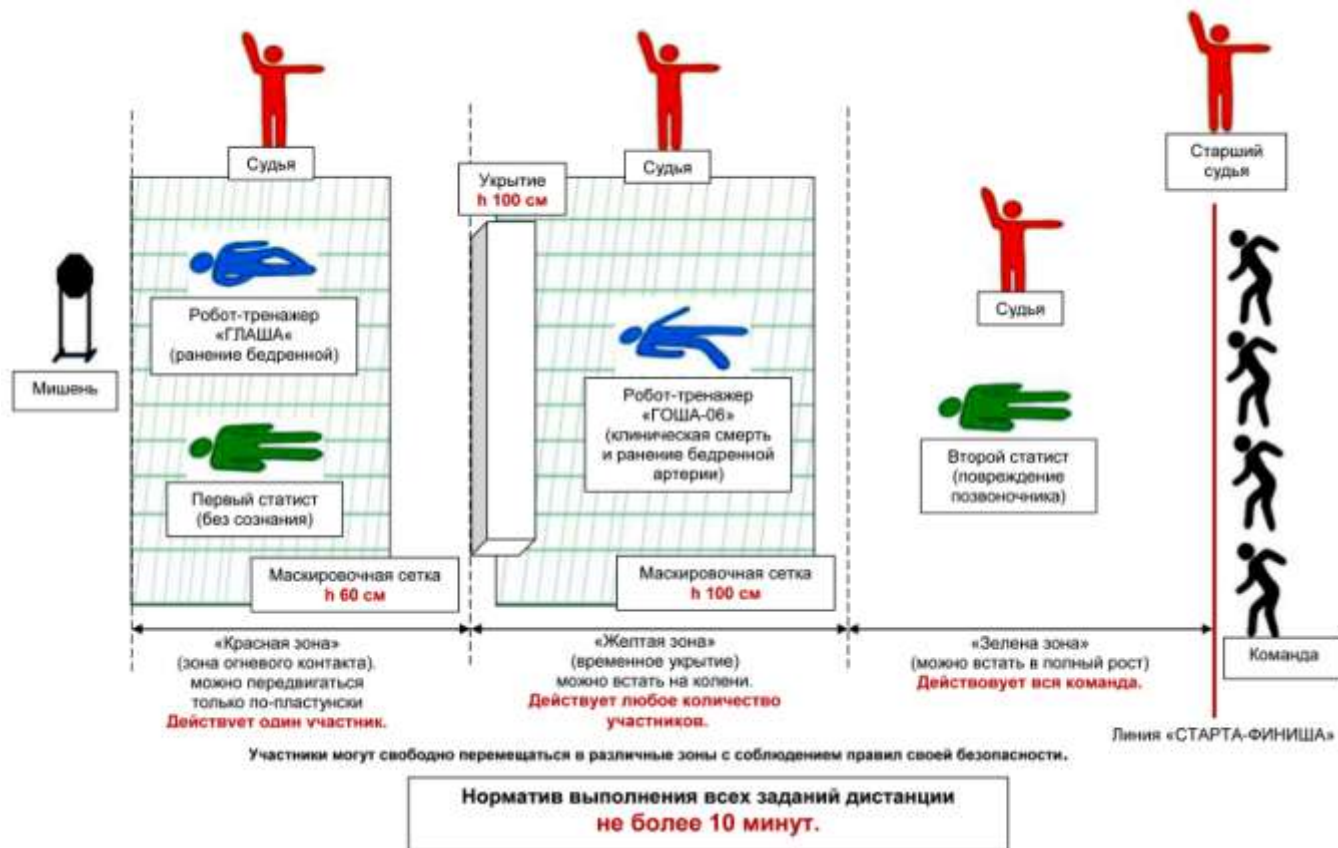 Судья
Судья
Старший
судья
Укрытие
h 100 см
Судья
Мишень
Робот-тренажер
«ГЛАША«
(ранение бедренной)
Первый статист
(без сознания)
Маскировочная сетка
h 60 см
Робот-тренажер
«ГОША-06»
(клиническая смерть
и ранение бедренной
артерии)
Маскировочная сетка
h 100 см
Второй статист
(повреждение
позвоночника)
Команда
«Красная зона»
(зона огневого контакта).
можно передвигаться
только по-пластунски
Действует один участник.
«Желтая зона»
(временное укрытие)
можно встать на колени.
Действует любое количество
участников.
«Зелена зона»
(можно встать в полный рост)
Действовует вся команда.
Линия «СТАРТА-ФИНИША»
Участники могут свободно перемещаться в различные зоны с соблюдением правил своей безопасности.
Норматив выполнения всех заданий дистанции
не более 10 минут.